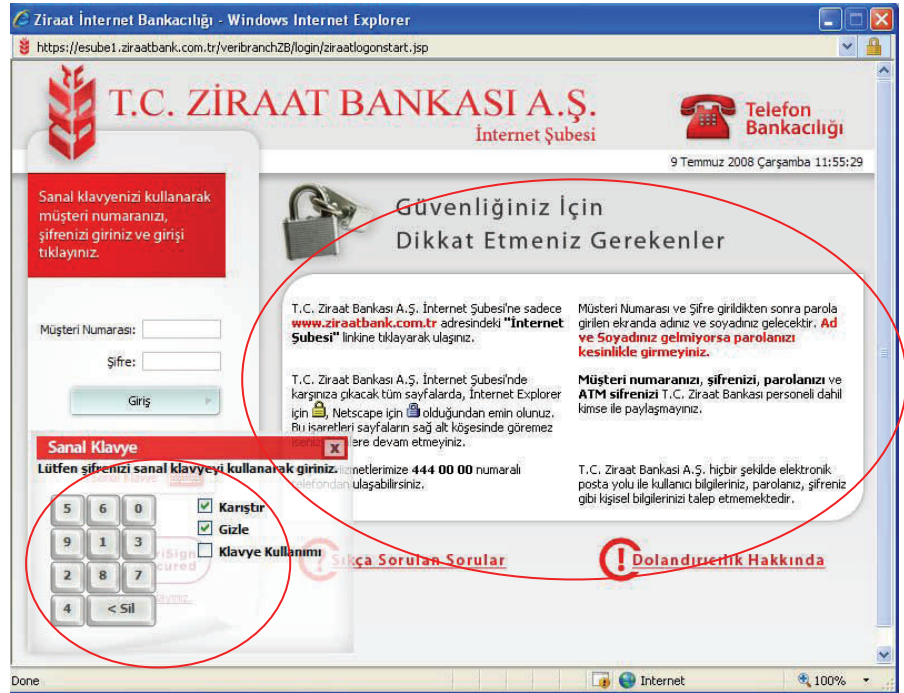 Ziraat İnternet Bankacılığı - Windows Internet Explorer
https://esube1.ziraatbank.com.tr/veribranchZB/login/ziraatlogonstart.jsp
T.C. ZİRAAT BANKASI A.Ş.
İnternet Şubesi
Telefon
Bankacılığı
9 Temmuz 2008 Çarşamba 11:55:29
Sanal klavyenizi kullanarak
müşteri numaranızı,
şifrenizi giriniz ve girişi
tıklayınız.
Müşteri Numarası:
Şifre:
Giriş
Güvenliğiniz İçin
Dikkat Etmeniz Gerekenler
T.C. Ziraat Bankası A.Ş. İnternet Şubesi'ne sadece
www.ziraatbank.com.tr adresindeki "İnternet
Şubesi" linkine tıklayarak ulaşınız.
T.C. Ziraat Bankası A.Ş. İnternet Şubesi'nde
karşınıza çıkacak tüm sayfalarda, İnternet Explorer
için , Netscape için olduğundan emin olunuz.
Bu işaretleri sayfaların sağ alt köşesinde göremez
ere devam etmeyiniz.
izmetlerimize 444 00 00 numaralı
telefondan ulaşabilirsiniz.
Müsteri Numarası ve Şifre girildikten sonra parola
girilen ekranda adınız ve soyadınız gelecektir. Ad
ve Soyadınız gelmiyorsa parolanızı
kesinlikle girmeyiniz.
Müşteri numaranızı, şifrenizi, parolanızı ve
ATM sifrenizi T.C. Ziraat Bankası personeli dahil
kimse ile paylaşmayınız.
T.C. Ziraat Bankasi A.Ş. hiçbir şekilde elektronik
posta yolu ile kullanıcı bilgileriniz, parolanız, şifreniz
gibi kişisel bilgilerinizi talep etmemektedir.
Sanal Klavye
x
Lütfen şifrenizi sanal klavyeyi kullanarak giriniz.
5 6 0
9 1 3
2 8 7
4 < Sil
Karıştır
Gizle
Klavye Kullanımı
Sıkça Sorulan Sorular
Dolandırıcılık Hakkında
Done
Internet
100%